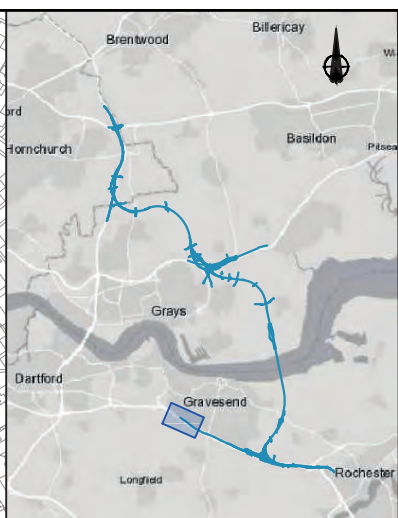 Billericay
Brentwood
Basildon
Hornchurch
Pitsea
Grays
Dartford
Gravesend
Longfield
Rochester